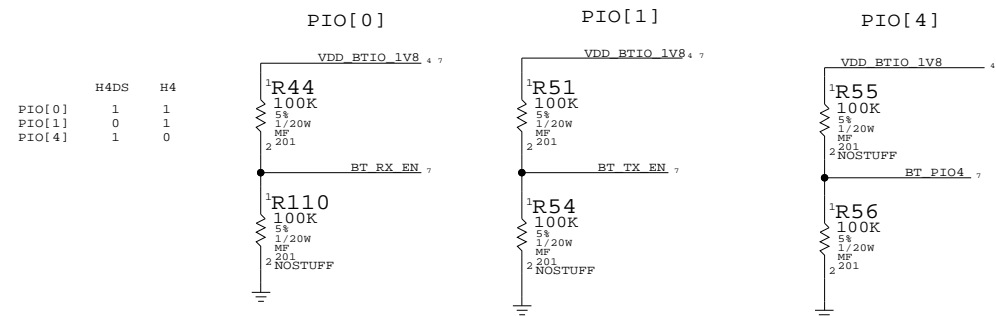 PIO[0] PIO[1] PIO[4]
H4DS H4
PIO[0] 1 1
PIO[1] 0 1
PIO[4] 1 0
VDD_BTIO_1V8 4 7
1 R44
100K
5%
1/20W
MF
2 201
BT_RX_EN 7
1 R110
100K
5%
1/20W
MF
201
2 NOSTUFF
VDD_BTIO_1V8 4 7
1 R51
100K
5%
1/20W
MF
2 201
BT_TX_EN 7
1 R54
100K
5%
1/20W
MF
201
2 NOSTUFF
VDD_BTIO_1V8 4
1 R55
100K
5%
1/20W
MF
201
2 NOSTUFF
BT_PIO4 7
1 R56
100K
5%
1/20W
MF
2 201